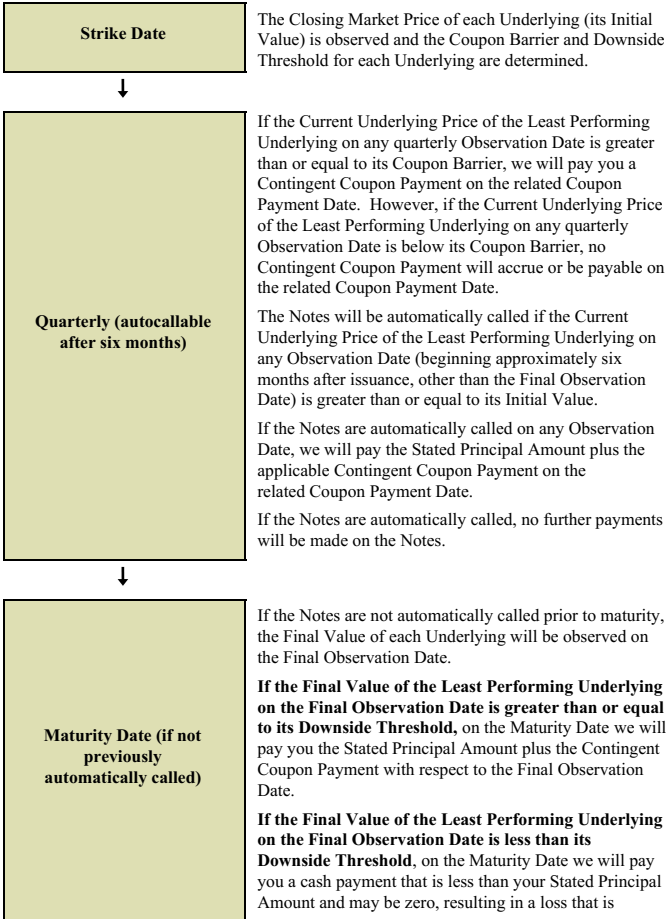 Strike Date
The Closing Market Price of each Underlying (its Initial
Value) is observed and the Coupon Barrier and Downside
Threshold for each Underlying are determined.
Quarterly (autocallable
after six months)
If the Current Underlying Price of the Least Performing
Underlying on any quarterly Observation Date is greater
than or equal to its Coupon Barrier, we will pay you a
Contingent Coupon Payment on the related Coupon
Payment Date. However, if the Current Underlying Price
of the Least Performing Underlying on any quarterly
Observation Date is below its Coupon Barrier, no
Contingent Coupon Payment will accrue or be payable on
the related Coupon Payment Date.
The Notes will be automatically called if the Current
Underlying Price of the Least Performing Underlying on
any Observation Date (beginning approximately six
months after issuance, other than the Final Observation
Date) is greater than or equal to its Initial Value.
If the Notes are automatically called on any Observation
Date, we will pay the Stated Principal Amount plus the
applicable Contingent Coupon Payment on the
related Coupon Payment Date.
If the Notes are automatically called, no further payments
will be made on the Notes.
Maturity Date (if not
previously
automatically called)
If the Notes are not automatically called prior to maturity,
the Final Value of each Underlying will be observed on
the Final Observation Date.
If the Final Value of the Least Performing Underlying
on the Final Observation Date is greater than or equal
to its Downside Threshold, on the Maturity Date we will
pay you the Stated Principal Amount plus the Contingent
Coupon Payment with respect to the Final Observation
Date.
If the Final Value of the Least Performing Underlying
on the Final Observation Date is less than its
Downside Threshold, on the Maturity Date we will pay
you a cash payment that is less than your Stated Principal
Amount and may be zero, resulting in a loss that is